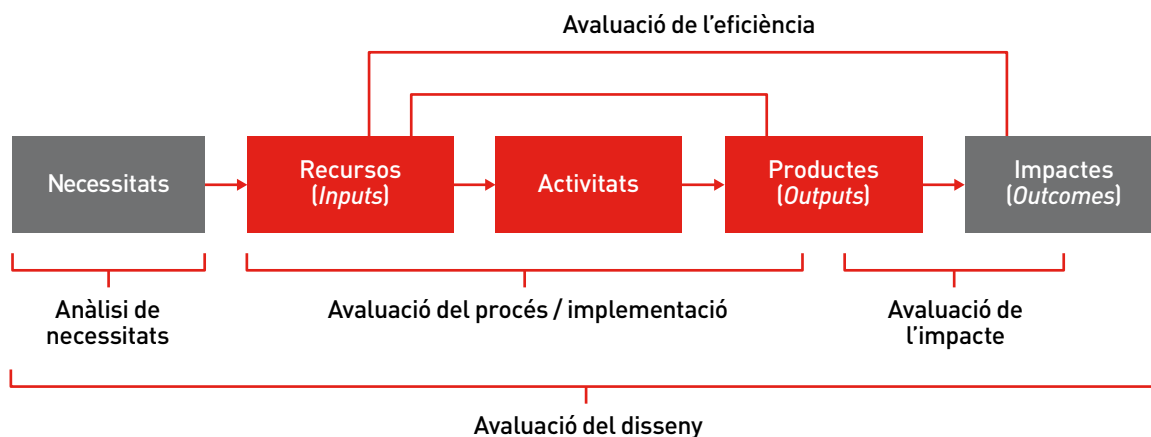 Avaluació de l'eficiència
Necessitats
Recursos
(Inputs)
Activitats
Productes
(Outputs)
Impactes
(Outcomes)
Anàlisi de
necessitats
Avaluació del procés / implementació
Avaluació de
l'impacte
Avaluació del disseny